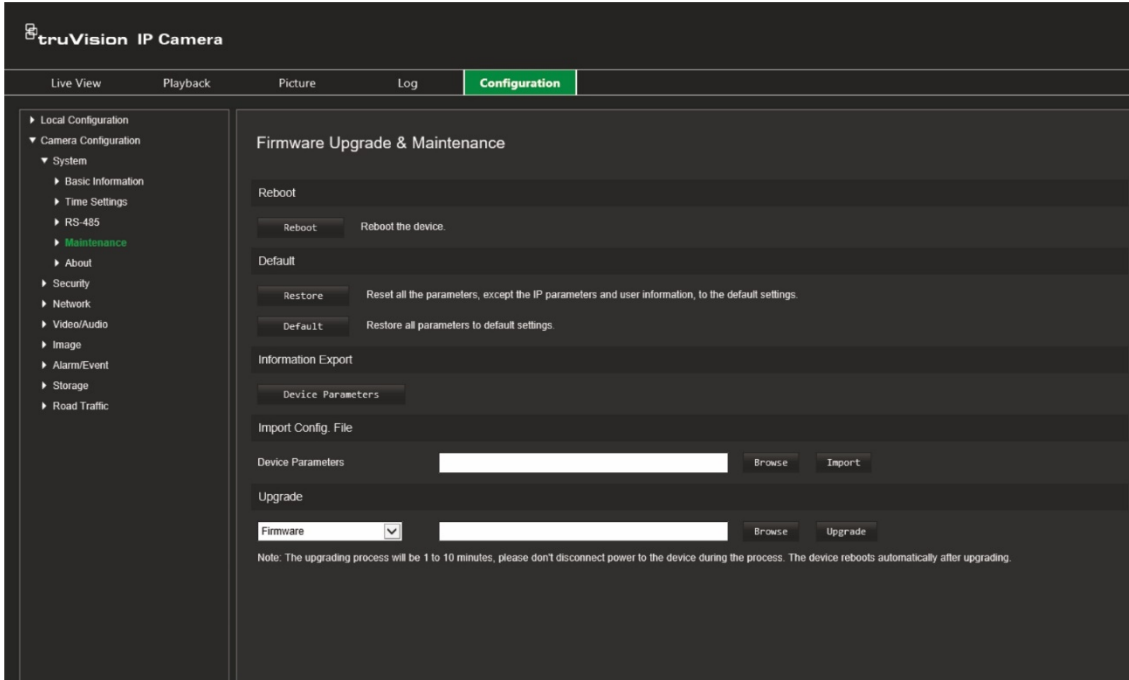 truVision IP Camera
Live View Playback Picture Log Configuration
Local Configuration
Camera Configuration
System
Basic Information
Time Settings
RS-485
Maintenance
About
Security
Network
Video/Audio
Image
Alarm/Event
Storage
Road Traffic
Firmware Upgrade & Maintenance
Reboot
Reboot Reboot the device.
Default
Restore Reset all the parameters, except the IP parameters and user information, to the default settings.
Default Restore all parameters to default settings.
Information Export
Device Parameters
Import Config. File
Device Parameters Browse Import
Upgrade
Firmware Browse Upgrade
Note: The upgrading process will be 1 to 10 minutes, please don't disconnect power to the device during the process. The device reboots automatically after upgrading.